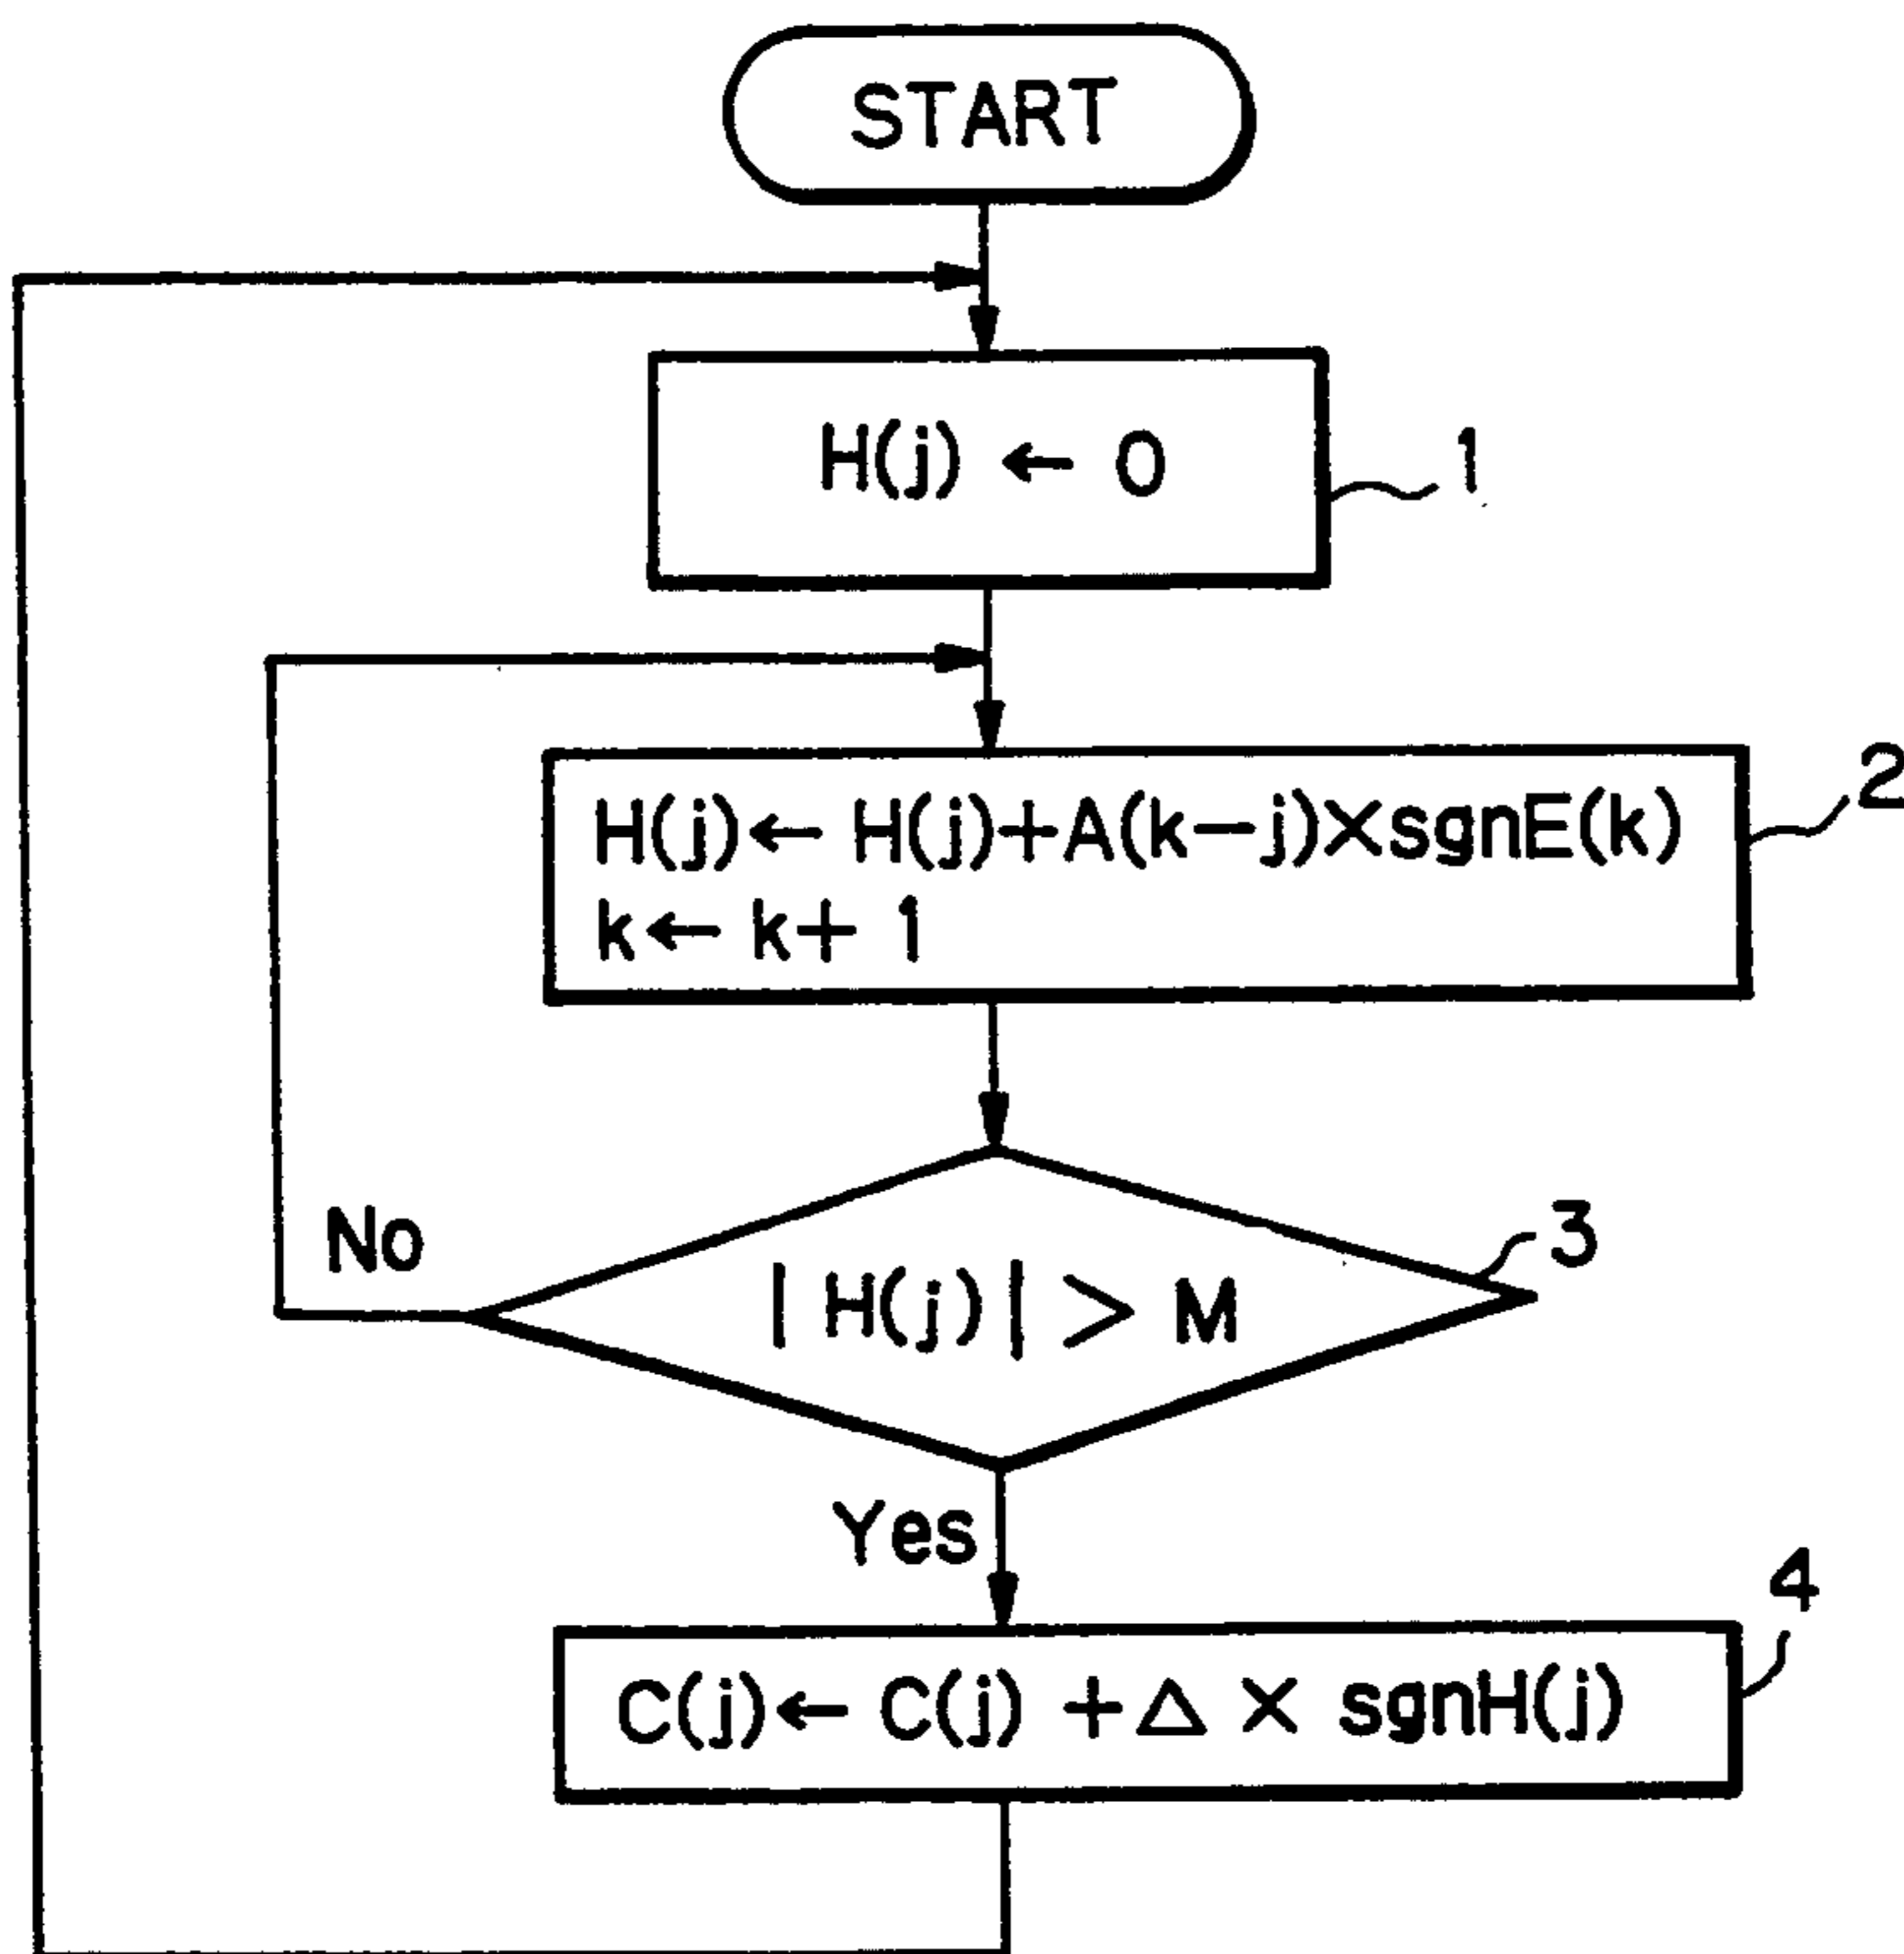 START
H(j) ← 0
1
2
H(j)← H(j)+A(k-j)×sgnE(k)
k← k+ 1
3
No
| H(j)| > M
Yes
4
C(j)← C(j) +△ × sgnH(j)